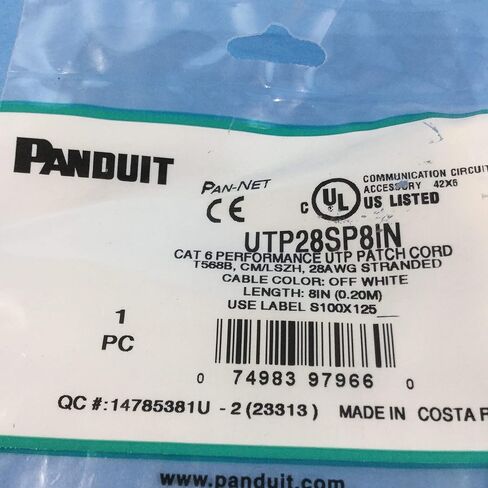 PANDUIT
PAN-NET
CE
C UL US LISTED
COMMUNICATION CIRCUIT
ACCESSORY 42X6
UTP28SP8IN
CAT 6 PERFORMANCE UTP PATCH CORD
T568B, CM/LSZH, 28AWG STRANDED
CABLE COLOR: OFF WHITE
LENGTH: 8IN (0.20M)
USE LABEL S100X125
1
PC
0 74983 97966 0
QC #:14785381U - 2 (23313) MADE IN COSTA R
www.panduit.com